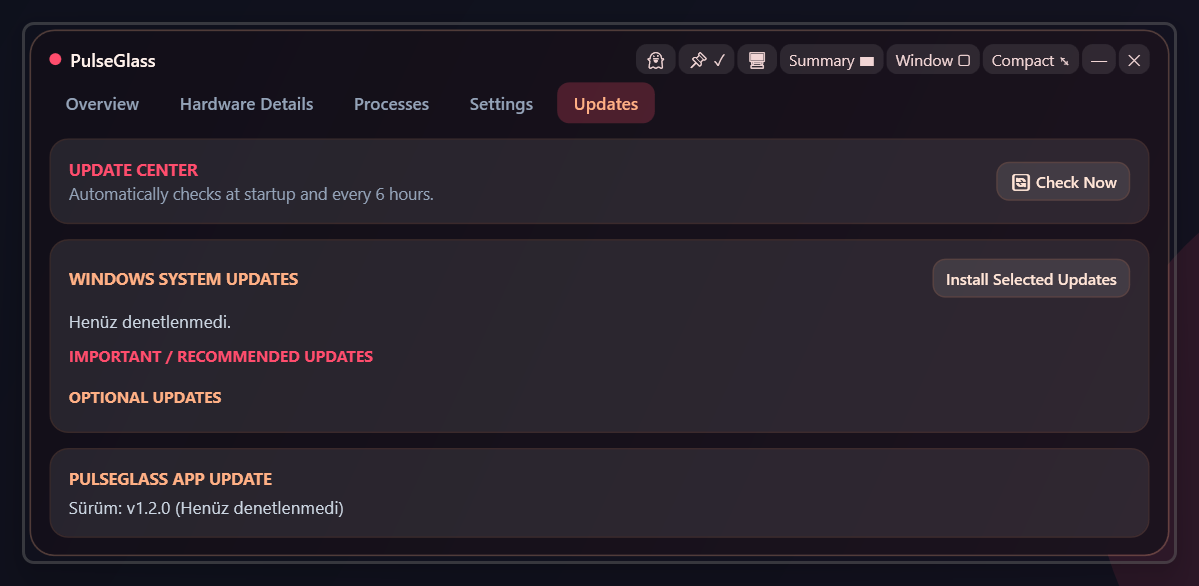 PulseGlass
Summary
Window
Compact
Overview
Hardware Details
Processes
Settings
Updates
UPDATE CENTER
Automatically checks at startup and every 6 hours.
Check Now
WINDOWS SYSTEM UPDATES
Install Selected Updates
Henüz denetlenmedi.
IMPORTANT / RECOMMENDED UPDATES
OPTIONAL UPDATES
PULSEGLASS APP UPDATE
Sürüm: v1.2.0 (Henüz denetlenmedi)